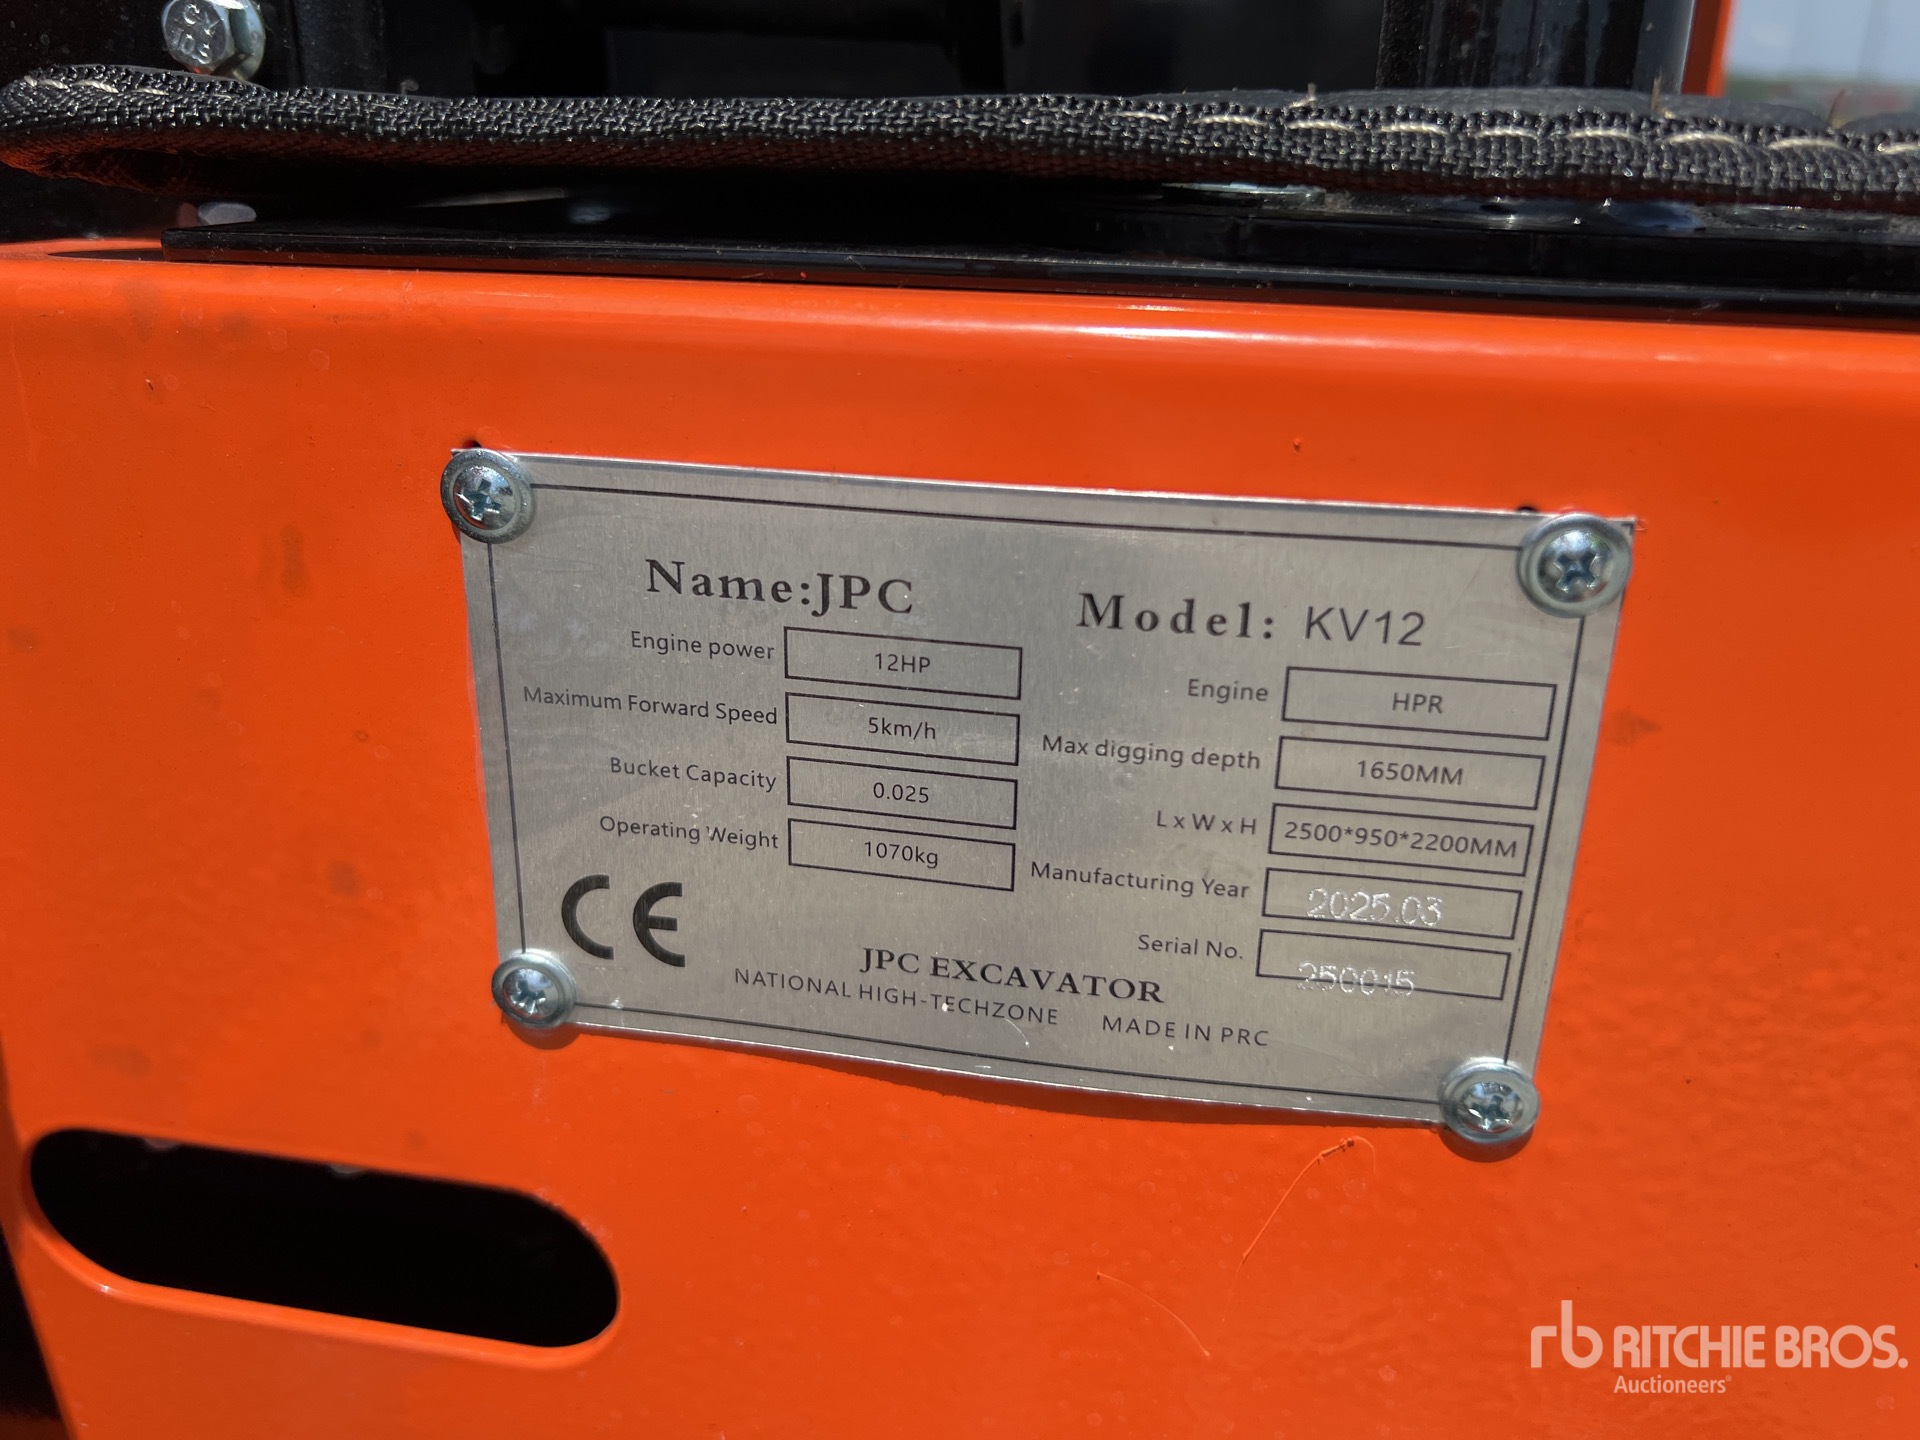 Name:JPC
Model: KV12
Engine power 12HP
Engine HPR
Maximum Forward Speed 5km/h
Max digging depth 1650MM
Bucket Capacity 0.025
L x W x H 2500*950*2200MM
Operating Weight 1070kg
Manufacturing Year 2025.03
Serial No. 250015
CE
JPC EXCAVATOR
NATIONAL HIGH-TECHZONE MADE IN PRC
rb RITCHIE BROS.
Auctioneers